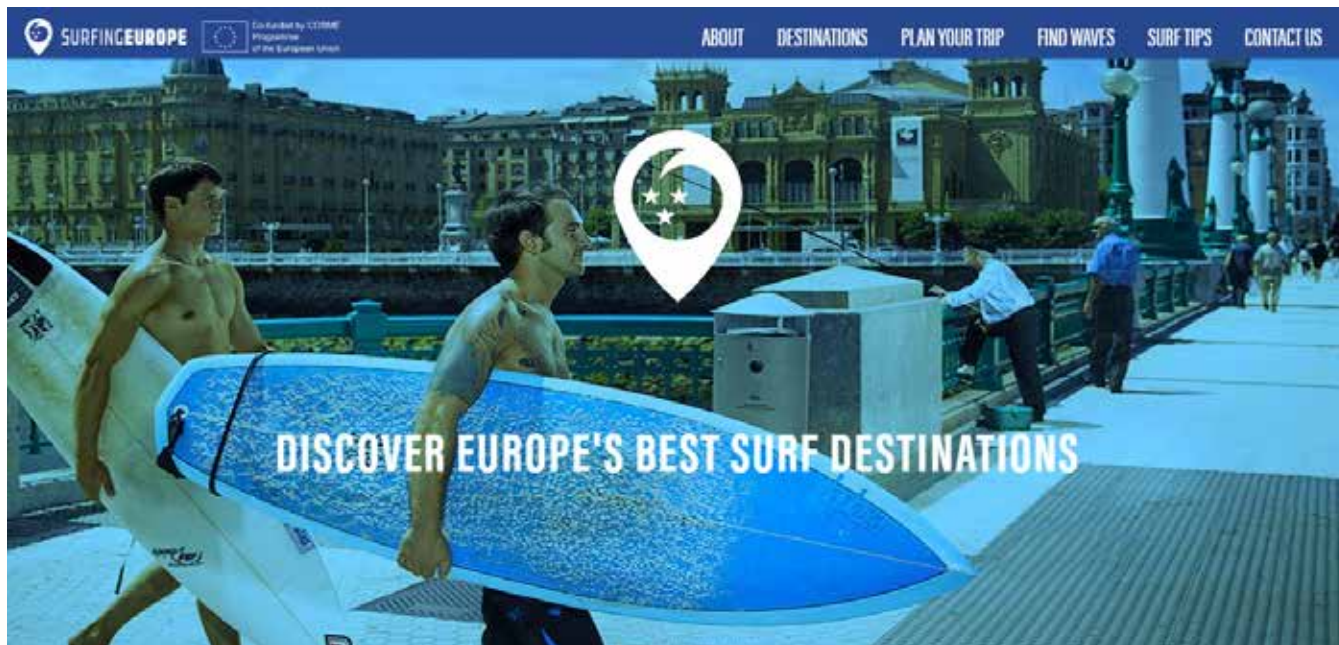 SURFINGEUROPE
Co-funded by COSME
Programme
of the European Union
ABOUT DESTINATIONS PLAN YOUR TRIP FIND WAVES SURF TIPS CONTACT US
DISCOVER EUROPE'S BEST SURF DESTINATIONS